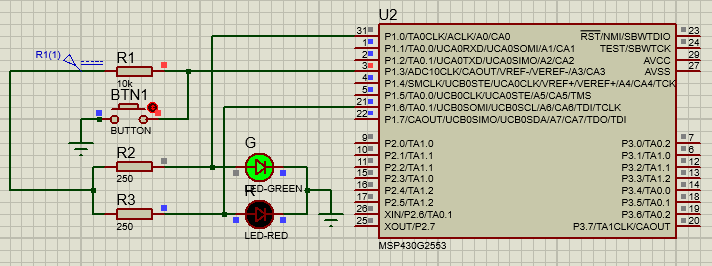 U2
31 P1.0/TA0CLK/ACLK/A0/CA0
1 P1.1/TA0.0/UCA0RXD/UCA0SOMI/A1/CA1
2 P1.2/TA0.1/UCA0TXD/UCA0SIMO/A2/CA2
3 P1.3/ADC10CLK/CAOUT/VREF-/VEREF-/A3/CA3
4 P1.4/SMCLK/UCB0STE/UCA0CLK/VREF+/VEREF+/A4/CA4/TCK
5 P1.5/TA0.0/UCB0CLK/UCA0STE/A5/CA5/TMS
21 P1.6/TA0.1/UCB0SOMI/UCB0SCL/A6/CA6/TDI/TCLK
22 P1.7/CAOUT/UCB0SIMO/UCB0SDA/A7/CA7/TDO/TDI
9 P2.0/TA1.0
10 P2.1/TA1.1
11 P2.2/TA1.1
15 P2.3/TA1.0
16 P2.4/TA1.2
17 P2.5/TA1.2
26 XIN/P2.6/TA0.1
25 XOUT/P2.7
RST/NMI/SBWTDIO 23
TEST/SBWTCK 24
AVCC 29
AVSS 27
P3.0/TA0.2 7
P3.1/TA1.0 6
P3.2/TA1.1 12
P3.3/TA1.2 13
P3.4/TA0.0 14
P3.5/TA0.1 18
P3.6/TA0.2 19
P3.7/TA1CLK/CAOUT 20
MSP430G2553
R1(1)
R1
10k
BTN1
BUTTON
R2
250
R3
250
G
LED-GREEN
R
LED-RED